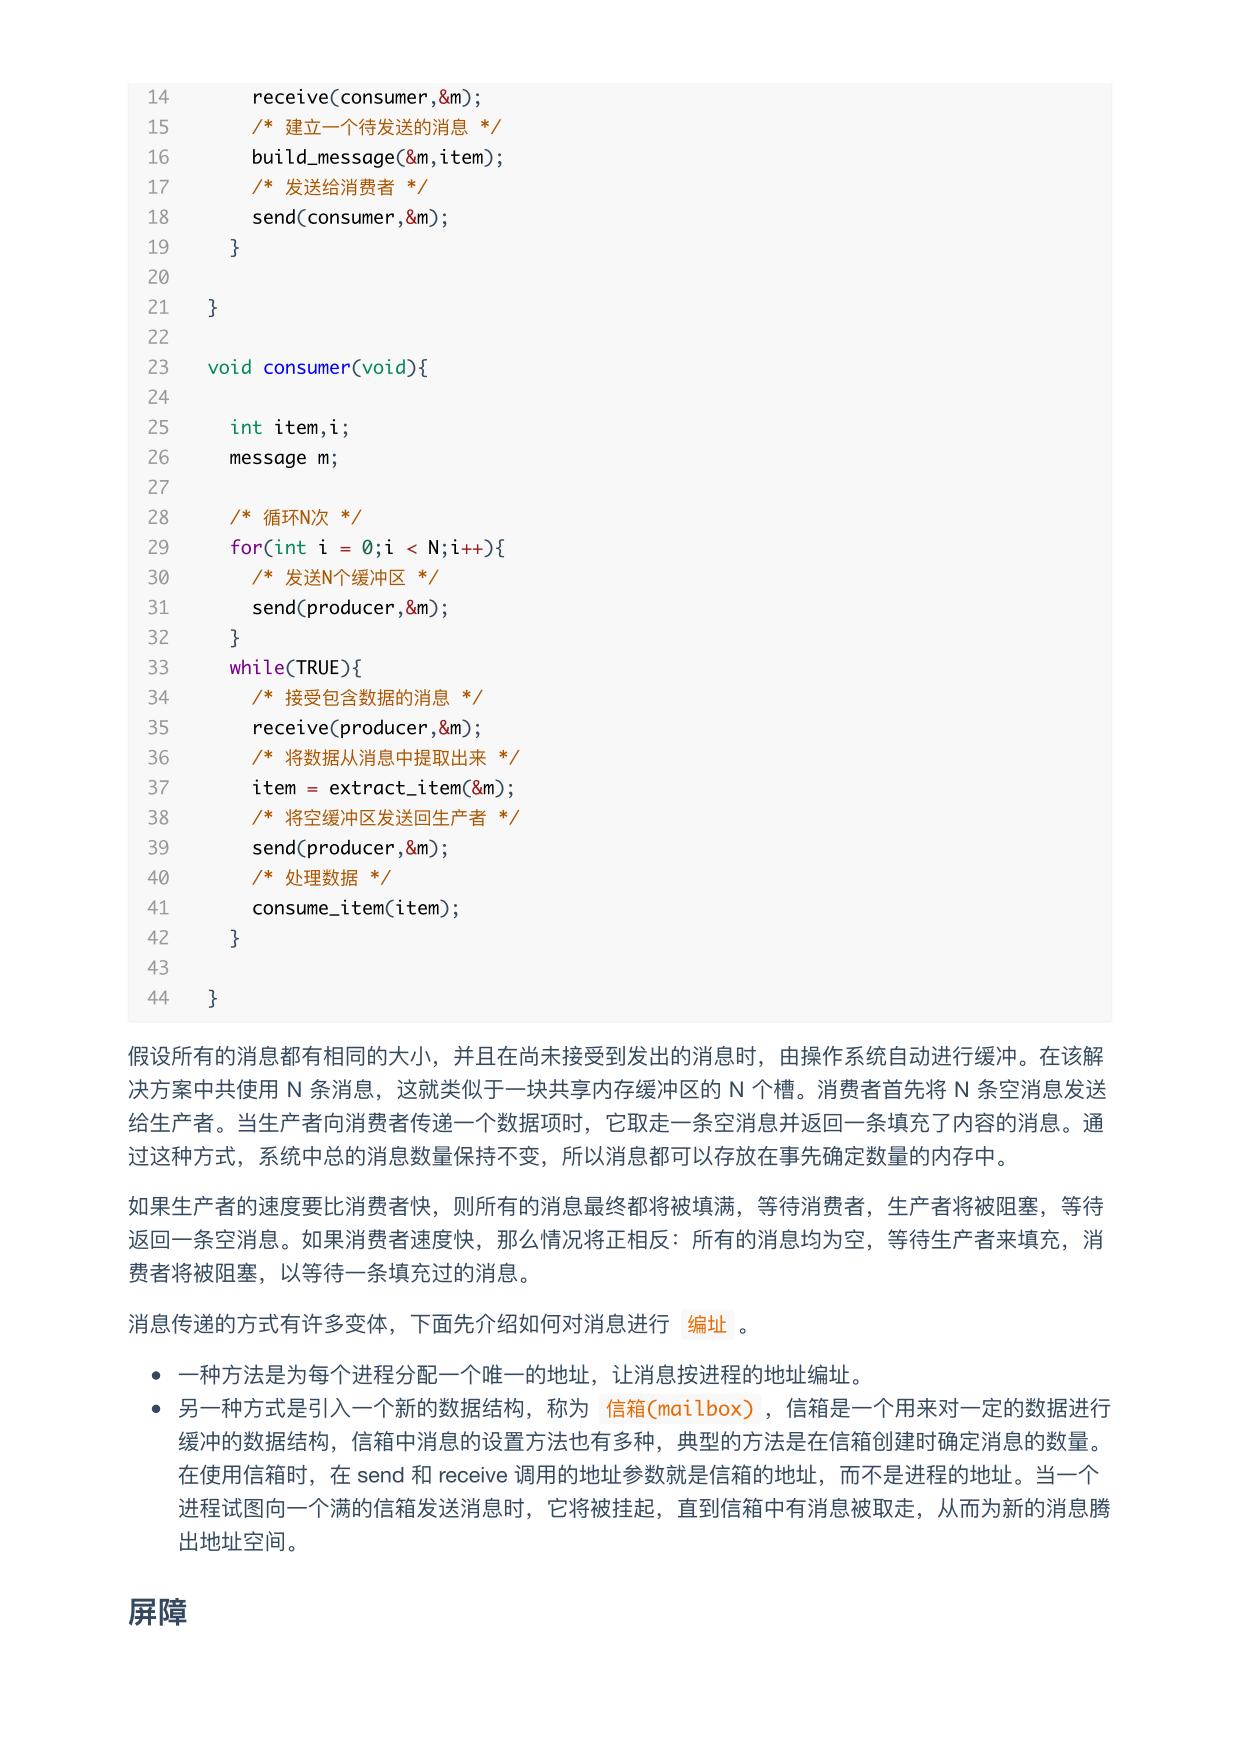 14 receive(consumer,&m);
15 /* 建立一个待发送的消息 */
16 build_message(&m,item);
17 /* 发送给消费者 */
18 send(consumer,&m);
19 }
20
21 }
22
23 void consumer(void){
24
25 int item,i;
26 message m;
27
28 /* 循环N次 */
29 for(int i = 0;i < N;i++){
30 /* 发送N个缓冲区 */
31 send(producer,&m);
32 }
33 while(TRUE){
34 /* 接受包含数据的消息 */
35 receive(producer,&m);
36 /* 将数据从消息中提取出来 */
37 item = extract_item(&m);
38 /* 将空缓冲区发送回生产者 */
39 send(producer,&m);
40 /* 处理数据 */
41 consume_item(item);
42 }
43
44 }
假设所有的消息都有相同的大小，并且在尚未接受到发出的消息时，由操作系统自动进行缓冲。在该解
决方案中共使用 N 条消息，这就类似于一块共享内存缓冲区的 N 个槽。消费者首先将 N 条空消息发送
给生产者。当生产者向消费者传递一个数据项时，它取走一条空消息并返回一条填充了内容的消息。通
过这种方式，系统中总的消息数量保持不变，所以消息都可以存放在事先确定数量的内存中。
如果生产者的速度要比消费者快，则所有的消息最终都将被填满，等待消费者，生产者将被阻塞，等待
返回一条空消息。如果消费者速度快，那么情况将正相反：所有的消息均为空，等待生产者来填充，消
费者将被阻塞，以等待一条填充过的消息。
消息传递的方式有许多变体，下面先介绍如何对消息进行 编址 。
● 一种方法是为每个进程分配一个唯一的地址，让消息按进程的地址编址。
● 另一种方式是引入一个新的数据结构，称为 信箱(mailbox) ，信箱是一个用来对一定的数据进行
缓冲的数据结构，信箱中消息的设置方法也有多种，典型的方法是在信箱创建时确定消息的数量。
在使用信箱时，在 send 和 receive 调用的地址参数就是信箱的地址，而不是进程的地址。当一个
进程试图向一个满的信箱发送消息时，它将被挂起，直到信箱中有消息被取走，从而为新的消息腾
出地址空间。
屏障